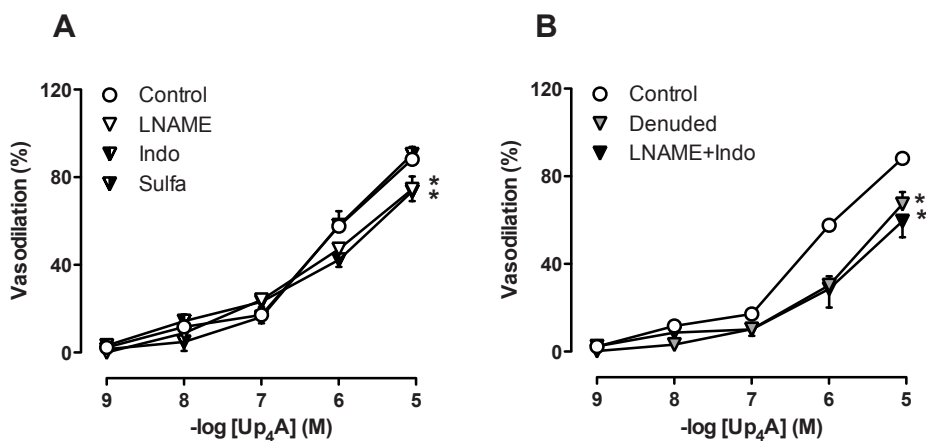 A
Vasodilation (%)
120
80
40
0
Control
LNAME
Indo
Sulfa
*
*
9 8 7 6 5
-log [Up₄A] (M)
B
Vasodilation (%)
120
80
40
0
Control
Denuded
LNAME+Indo
*
*
9 8 7 6 5
-log [Up₄A] (M)